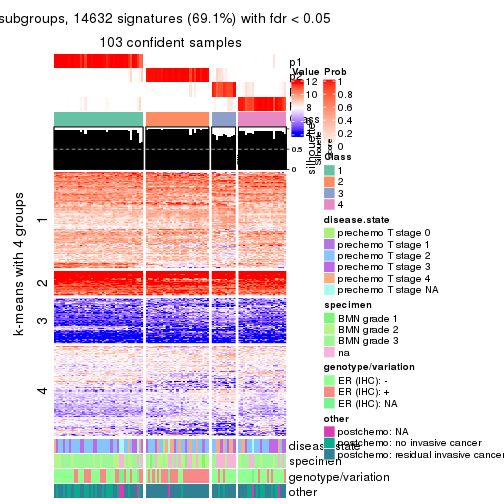 subgroups, 14632 signatures (69.1%) with fdr < 0.05
103 confident samples
p1
Value
Prob
12
10
8
6
1
0.8
0.6
0.4
0.2
0
0.5
0
silhouette
Class
1
2
3
4
k-means with 4 groups
1
2
3
4
disease.state
prechemo T stage 0
prechemo T stage 1
prechemo T stage 2
prechemo T stage 3
prechemo T stage 4
prechemo T stage NA
specimen
BMN grade 1
BMN grade 2
BMN grade 3
na
genotype/variation
ER (IHC): -
ER (IHC): +
ER (IHC): NA
other
postchemo: NA
postchemo: no invasive cancer
postchemo: residual invasive cancer
disease.state
specimen
genotype/variation
other